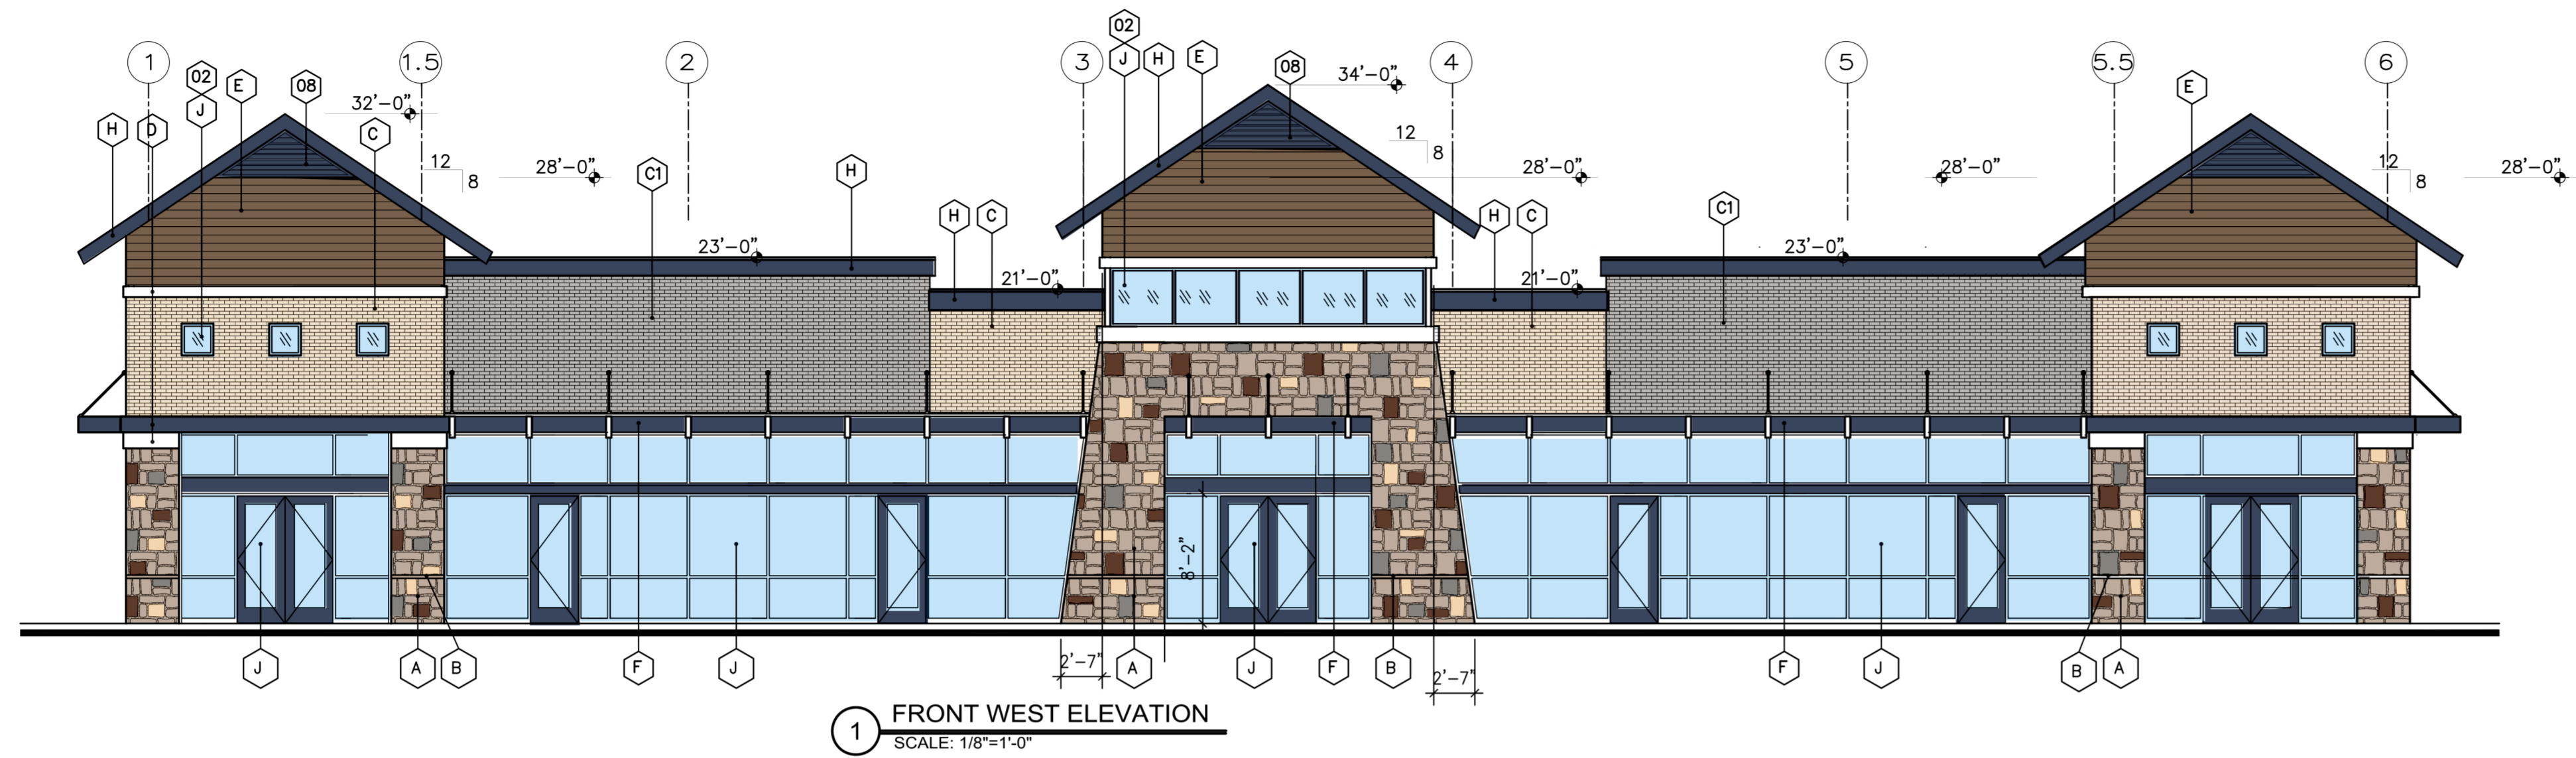 02
1 1.5 2 3 J H E 08 4 5 5.5 6
02 E 08 34'-0" E
J 32'-0"
H D C 12 8 28'-0" C1 H 12 8 28'-0" 28'-0" 12 8 28'-0"
H C H C C1
23'-0" 23'-0"
21'-0" 21'-0"
8'-2"
J A B F J 2'-7" A J F B 2'-7" F J B A
1 FRONT WEST ELEVATION
SCALE: 1/8"=1'-0"